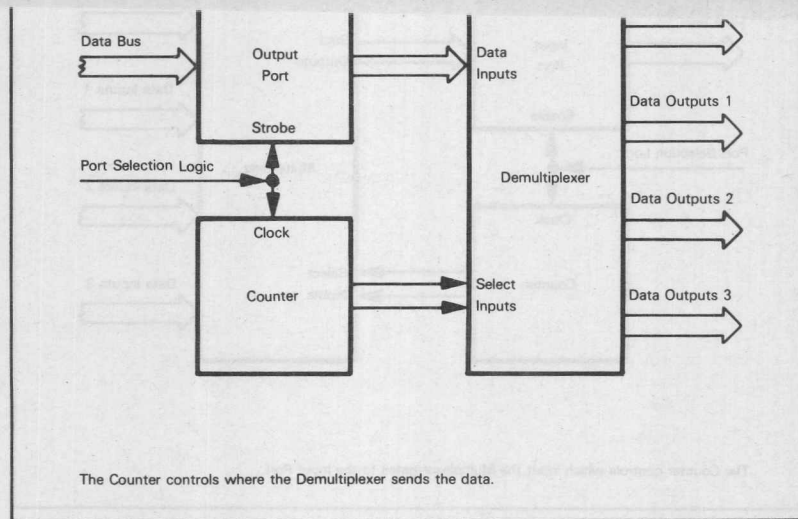 Data Bus
Output
Port
Strobe
Data
Inputs
Data Outputs 1
Port Selection Logic
Demultiplexer
Data Outputs 2
Clock
Counter
Select
Inputs
Data Outputs 3
The Counter controls where the Demultiplexer sends the data.